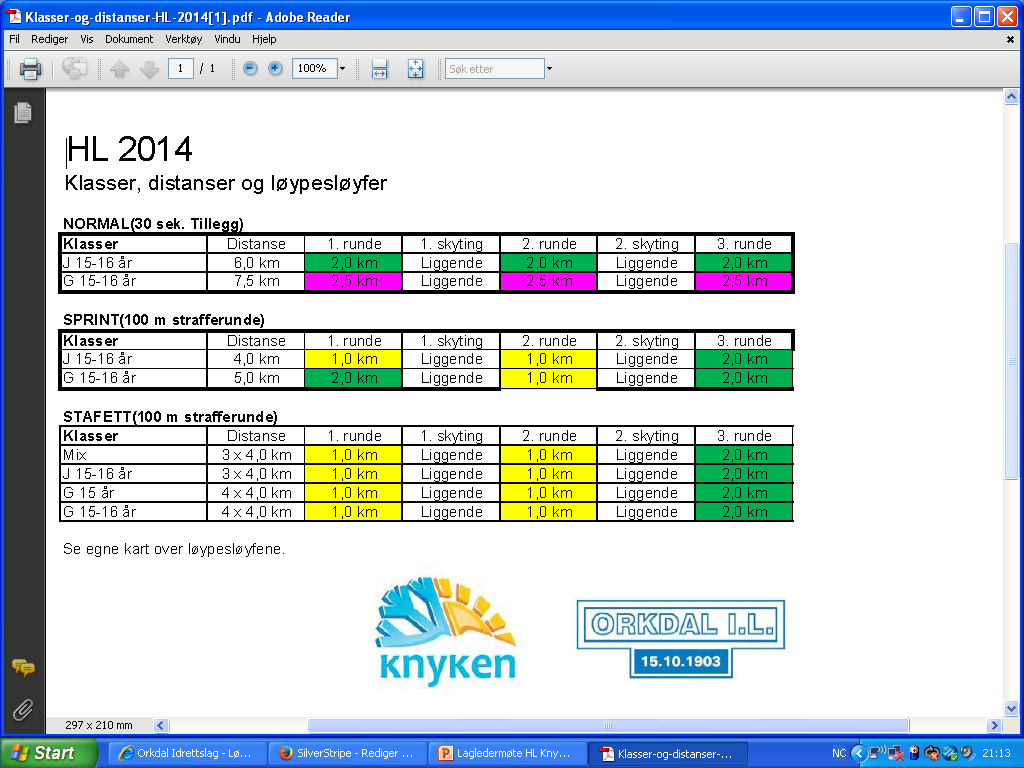 Klasser-og-distanser-HL-2014[1].pdf - Adobe Reader
Fil Rediger Vis Dokument Verktøy Vindu Hjelp
1 / 1 100% Søk etter
HL 2014
Klasser, distanser og løypesløyfer
NORMAL(30 sek. Tillegg)
Klasser Distanse 1. runde 1. skyting 2. runde 2. skyting 3. runde
J 15-16 år 6,0 km 2,0 km Liggende 2,0 km Liggende 2,0 km
G 15-16 år 7,5 km 2,5 km Liggende 2,5 km Liggende 2,5 km
SPRINT(100 m strafferunde)
Klasser Distanse 1. runde 1. skyting 2. runde 2. skyting 3. runde
J 15-16 år 4,0 km 1,0 km Liggende 1,0 km Liggende 2,0 km
G 15-16 år 5,0 km 2,0 km Liggende 1,0 km Liggende 2,0 km
STAFETT(100 m strafferunde)
Klasser Distanse 1. runde 1. skyting 2. runde 2. skyting 3. runde
Mix 3 x 4,0 km 1,0 km Liggende 1,0 km Liggende 2,0 km
J 15-16 år 3 x 4,0 km 1,0 km Liggende 1,0 km Liggende 2,0 km
G 15 år 4 x 4,0 km 1,0 km Liggende 1,0 km Liggende 2,0 km
G 15-16 år 4 x 4,0 km 1,0 km Liggende 1,0 km Liggende 2,0 km
Se egne kart over løypesløyfene.
knyken
ORKDAL I.L.
15.10.1903
297 x 210 mm
Start Orkdal Idrettslag - Lø... SilverStripe - Rediger ... Lagledermøte HL Kny... Klasser-og-distanser-... NC 21:13